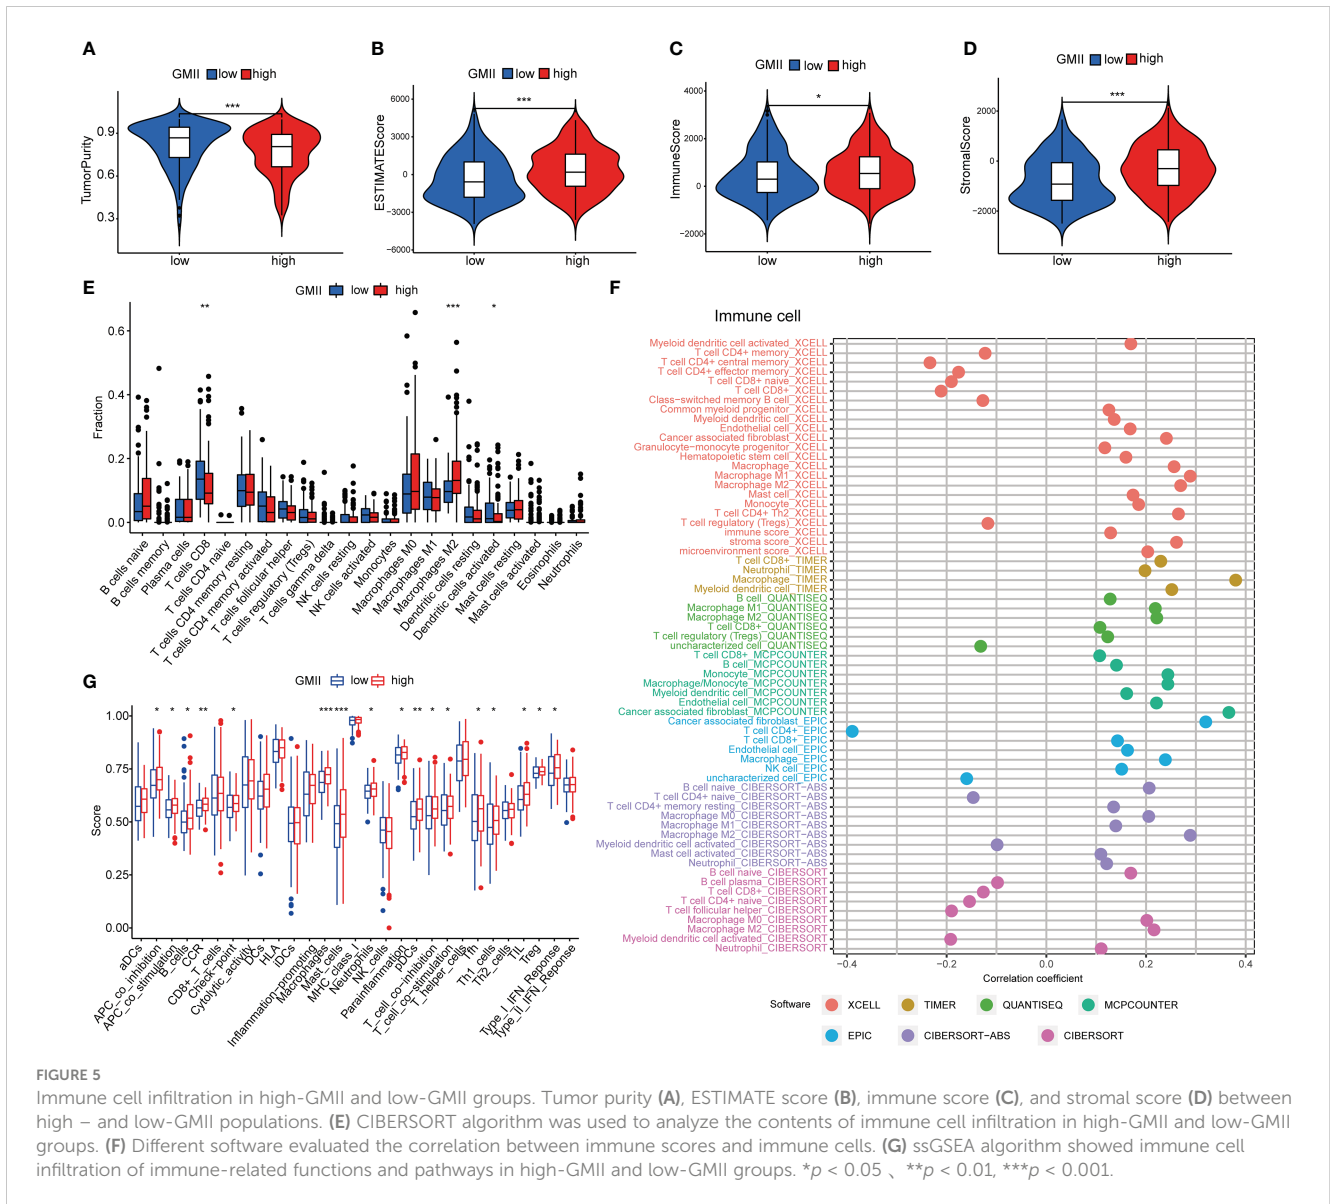 A
GMII low high
***
TumorPurity
0.9
0.6
0.3
low
high
B
GMII low high
***
ESTIMATEScore
6000
3000
0
−3000
−6000
low
high
C
GMII low high
*
ImmuneScore
4000
2000
0
−2000
low
high
D
GMII low high
***
StromalScore
2000
0
−2000
low
high
E
GMII low high
** *** *
Fraction
0.6
0.4
0.2
0.0
B cells naive
B cells memory
Plasma cells
T cells CD8
T cells CD4 naive
T cells CD4 memory resting
T cells CD4 memory activated
T cells follicular helper
T cells regulatory (Tregs)
T cells gamma delta
NK cells resting
NK cells activated
Monocytes
Macrophages M0
Macrophages M1
Macrophages M2
Dendritic cells resting
Dendritic cells activated
Mast cells resting
Mast cells activated
Eosinophils
Neutrophils
F
Immune cell
Myeloid dendritic cell activated_XCELL
T cell CD4+ memory_XCELL
T cell CD4+ central memory_XCELL
T cell CD4+ effector memory_XCELL
T cell CD8+ naive_XCELL
T cell CD8+_XCELL
Class−switched memory B cell_XCELL
Common myeloid progenitor_XCELL
Myeloid dendritic cell_XCELL
Endothelial cell_XCELL
Cancer associated fibroblast_XCELL
Granulocyte−monocyte progenitor_XCELL
Hematopoietic stem cell_XCELL
Macrophage_XCELL
Macrophage M1_XCELL
Macrophage M2_XCELL
Mast cell_XCELL
Monocyte_XCELL
T cell CD4+ Th2_XCELL
T cell regulatory (Tregs)_XCELL
immune score_XCELL
stroma score_XCELL
microenvironment score_XCELL
T cell CD8+_TIMER
Neutrophil_TIMER
Macrophage_TIMER
Myeloid dendritic cell_TIMER
B cell_QUANTISEQ
Macrophage M1_QUANTISEQ
Macrophage M2_QUANTISEQ
T cell CD8+_QUANTISEQ
T cell regulatory (Tregs)_QUANTISEQ
uncharacterized cell_QUANTISEQ
T cell CD8+_MCPCOUNTER
B cell_MCPCOUNTER
Monocyte_MCPCOUNTER
Macrophage/Monocyte_MCPCOUNTER
Myeloid dendritic cell_MCPCOUNTER
Endothelial cell_MCPCOUNTER
Cancer associated fibroblast_MCPCOUNTER
Cancer associated fibroblast_EPIC
T cell CD4+_EPIC
T cell CD8+_EPIC
Endothelial cell_EPIC
Macrophage_EPIC
NK cell_EPIC
uncharacterized cell_EPIC
B cell naive_CIBERSORT−ABS
T cell CD4+ naive_CIBERSORT−ABS
T cell CD4+ memory resting_CIBERSORT−ABS
Macrophage M0_CIBERSORT−ABS
Macrophage M1_CIBERSORT−ABS
Macrophage M2_CIBERSORT−ABS
Myeloid dendritic cell activated_CIBERSORT−ABS
Mast cell activated_CIBERSORT−ABS
Neutrophil_CIBERSORT−ABS
B cell naive_CIBERSORT
B cell plasma_CIBERSORT
T cell CD8+_CIBERSORT
T cell CD4+ naive_CIBERSORT
T cell follicular helper_CIBERSORT
Macrophage M0_CIBERSORT
Macrophage M2_CIBERSORT
Myeloid dendritic cell activated_CIBERSORT
Neutrophil_CIBERSORT
−0.4 −0.2 0.0 0.2 0.4
Correlation coefficient
Software XCELL TIMER QUANTISEQ MCPCOUNTER
EPIC CIBERSORT−ABS CIBERSORT
G
GMII low high
* * * ** * *** *** * * ** * * * * * * *
Score
1.00
0.75
0.50
0.25
0.00
aDCs
APC_co_inhibition
APC_co_stimulation
B_cells
CCR
CD8+_T_cells
Check−point
Cytolytic_activity
DCs
HLA
iDCs
Inflammation−promoting
Macrophages
Mast_cells
MHC_class_I
Neutrophils
NK_cells
Parainflammation
pDCs
T_cell_co−inhibition
T_cell_co−stimulation
T_helper_cells
Tfh
Th1_cells
Th2_cells
TIL
Treg
Type_I_IFN_Reponse
Type_II_IFN_Reponse
FIGURE 5
Immune cell infiltration in high-GMII and low-GMII groups. Tumor purity (A), ESTIMATE score (B), immune score (C), and stromal score (D) between
high – and low-GMII populations. (E) CIBERSORT algorithm was used to analyze the contents of immune cell infiltration in high-GMII and low-GMII
groups. (F) Different software evaluated the correlation between immune scores and immune cells. (G) ssGSEA algorithm showed immune cell
infiltration of immune-related functions and pathways in high-GMII and low-GMII groups. *p < 0.05 、 **p < 0.01, ***p < 0.001.